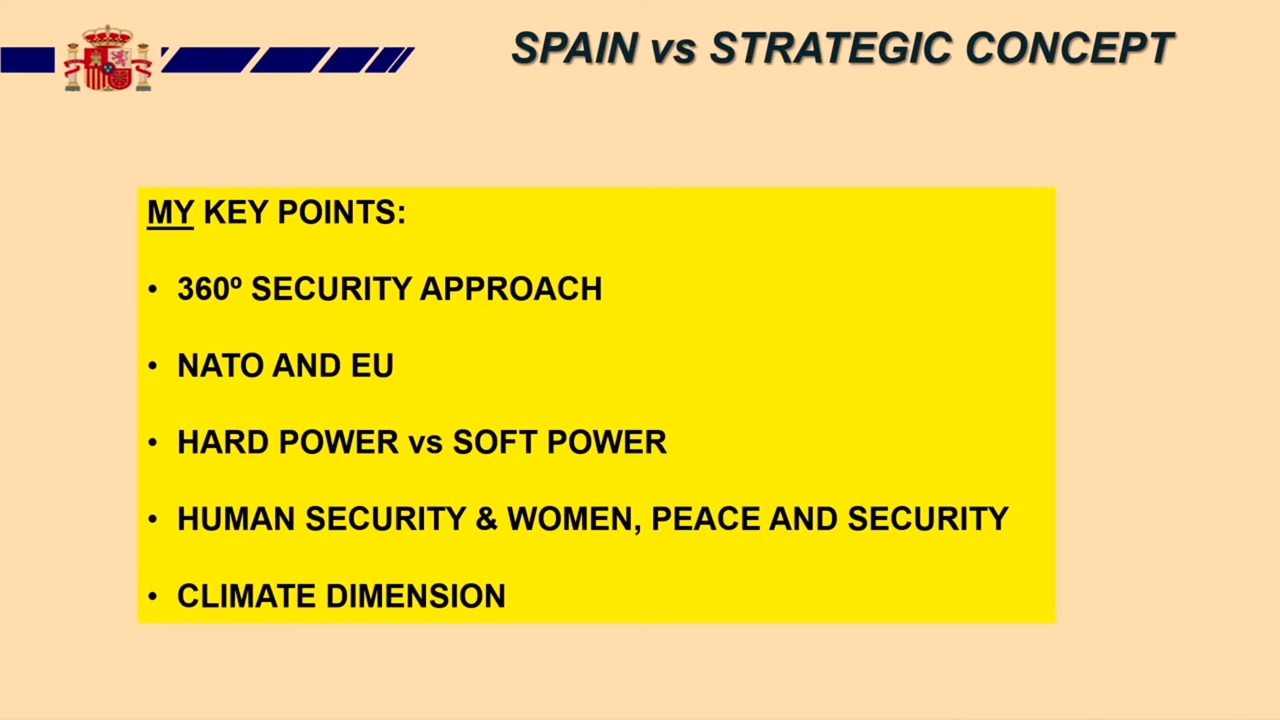 SPAIN vs STRATEGIC CONCEPT
MY KEY POINTS:
• 360º SECURITY APPROACH
• NATO AND EU
• HARD POWER vs SOFT POWER
• HUMAN SECURITY & WOMEN, PEACE AND SECURITY
• CLIMATE DIMENSION